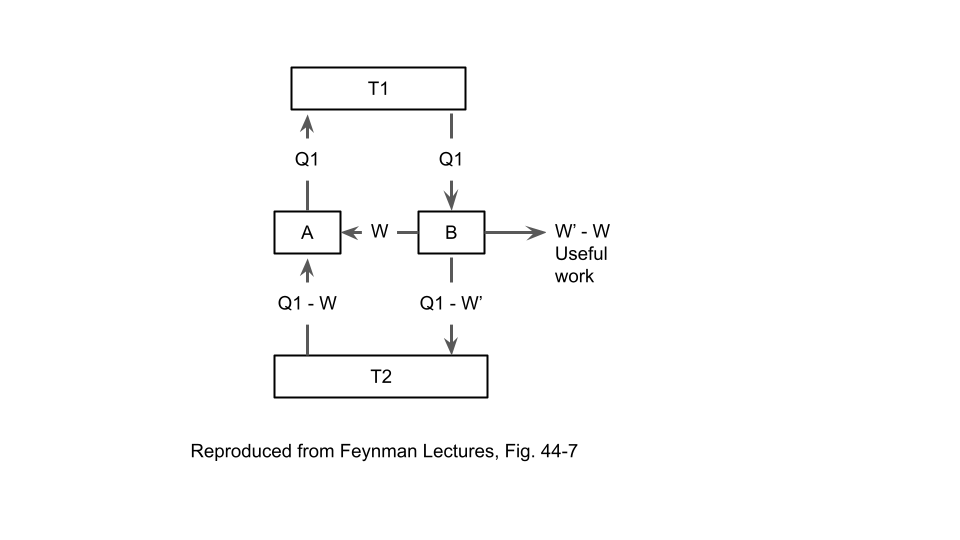 T1
Q1
Q1
A
W
B
W’ - W
Useful
work
Q1 - W
Q1 - W’
T2
Reproduced from Feynman Lectures, Fig. 44-7